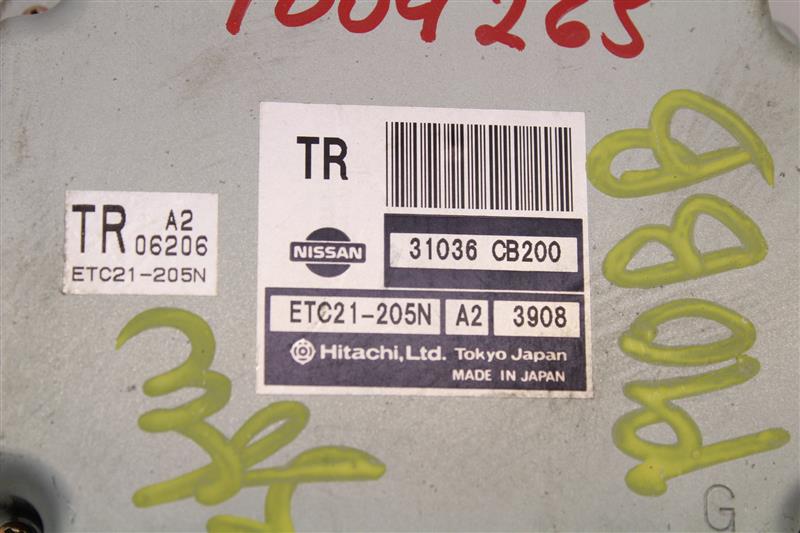 1004265
TR
NISSAN
31036 CB200
ETC21-205N A2 3908
Hitachi, Ltd. Tokyo Japan
MADE IN JAPAN
TR A2
06206
ETC21-205N
G